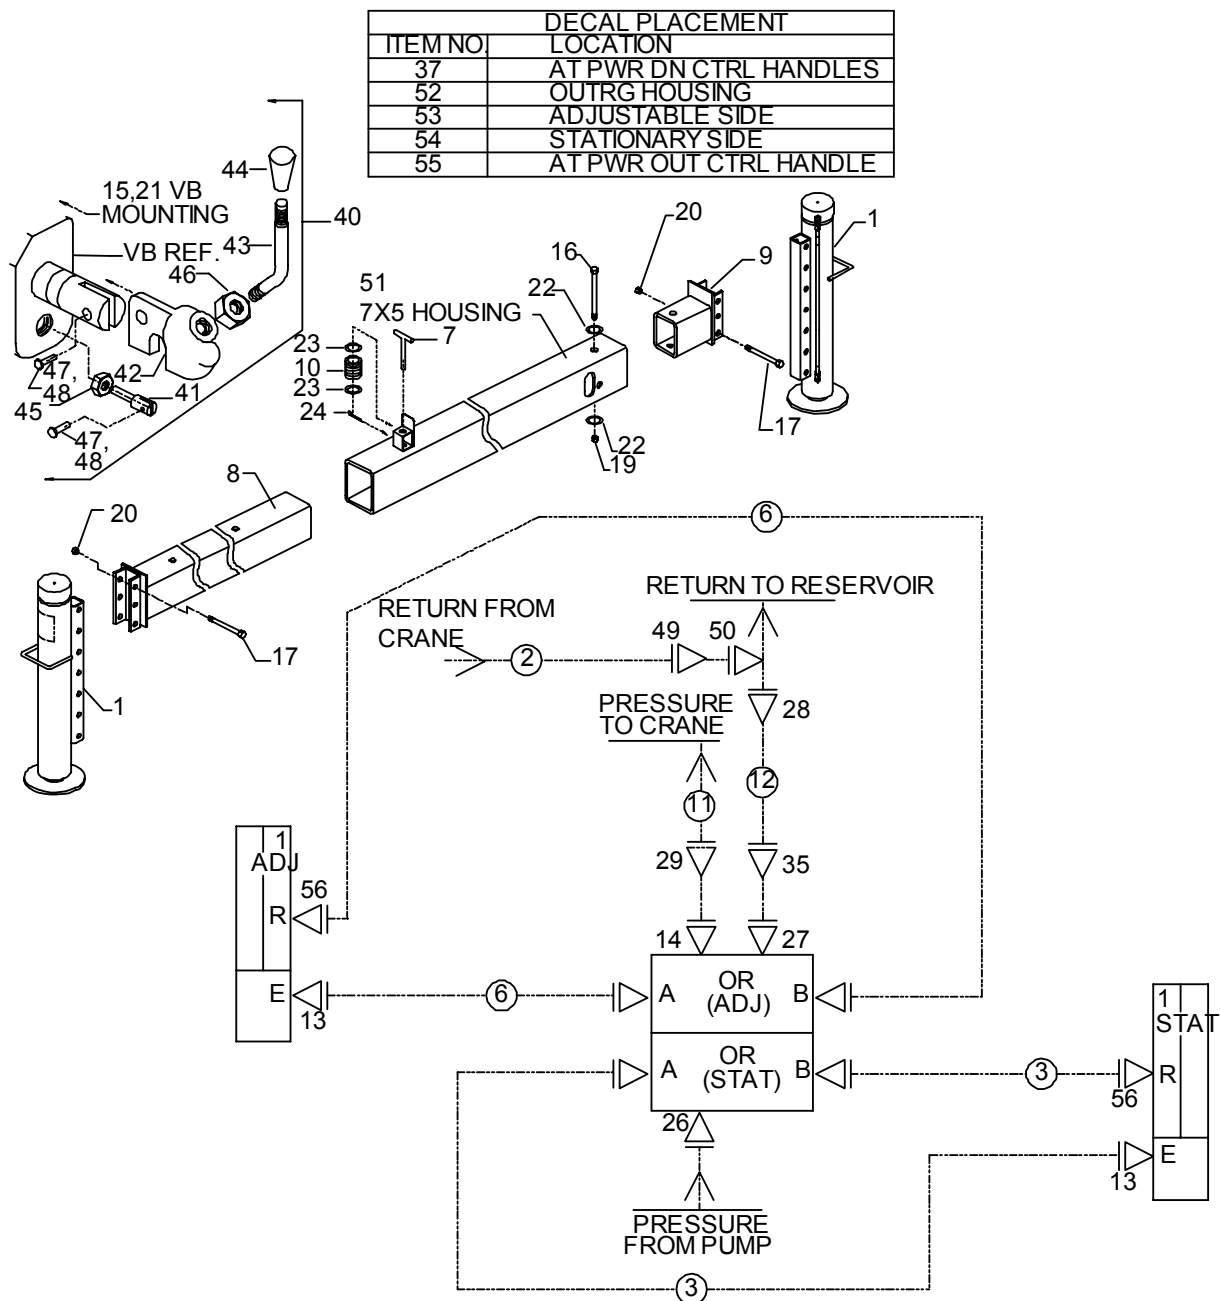 DECAL PLACEMENT
ITEM NO. LOCATION
37 AT PWR DN CTRL HANDLES
52 OUTRG HOUSING
53 ADJUSTABLE SIDE
54 STATIONARY SIDE
55 AT PWR OUT CTRL HANDLE
44
15,21 VB
MOUNTING
40
VB REF.
43
46
47,
48
42
41
45
47,
48
20
1
16
9
51
7X5 HOUSING
22
7
23
10
23
24
17
22
19
8
20
17
1
6
RETURN TO RESERVOIR
RETURN FROM
CRANE
2
49
50
PRESSURE
TO CRANE
28
11
12
29
35
1
ADJ
56
R
14
27
E
13
6
A
OR
(ADJ)
B
A
OR
(STAT)
B
3
1
STAT
R
56
26
E
13
PRESSURE
FROM PUMP
3